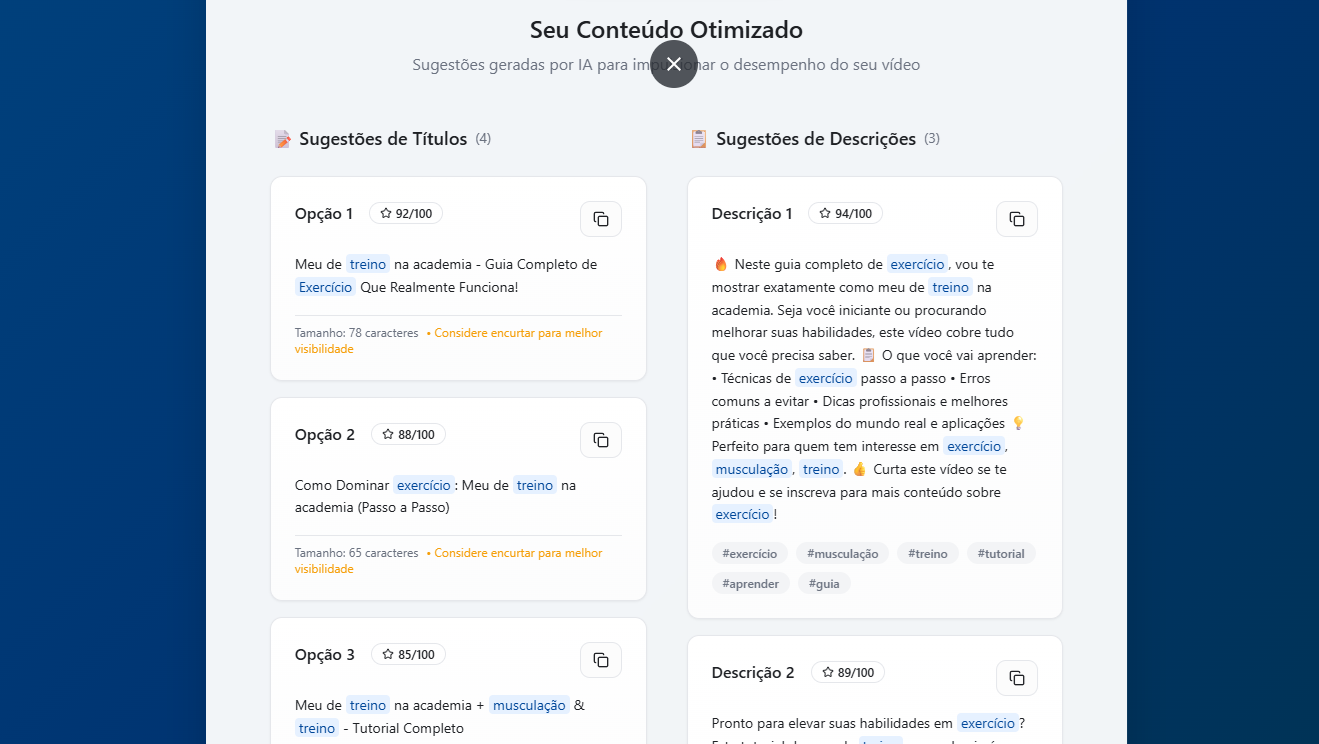 Seu Conteúdo Otimizado
Sugestões geradas por IA para impulsionar o desempenho do seu vídeo
Sugestões de Títulos (4)
Opção 1
92/100
Meu de treino na academia - Guia Completo de
Exercício Que Realmente Funciona!
Tamanho: 78 caracteres • Considere encurtar para melhor
visibilidade
Opção 2
88/100
Como Dominar exercício: Meu de treino na
academia (Passo a Passo)
Tamanho: 65 caracteres • Considere encurtar para melhor
visibilidade
Opção 3
85/100
Meu de treino na academia + musculação &
treino - Tutorial Completo
Sugestões de Descrições (3)
Descrição 1
94/100
🔥 Neste guia completo de exercício, vou te
mostrar exatamente como meu de treino na
academia. Seja você iniciante ou procurando
melhorar suas habilidades, este vídeo cobre tudo
que você precisa saber. 📋 O que você vai aprender:
• Técnicas de exercício passo a passo • Erros
comuns a evitar • Dicas profissionais e melhores
práticas • Exemplos do mundo real e aplicações 💡
Perfeito para quem tem interesse em exercício,
musculação, treino. 👍 Curta este vídeo se te
ajudou e se inscreva para mais conteúdo sobre
exercício!
#exercício #musculação #treino #tutorial
#aprender #guia
Descrição 2
89/100
Pronto para elevar suas habilidades em exercício?